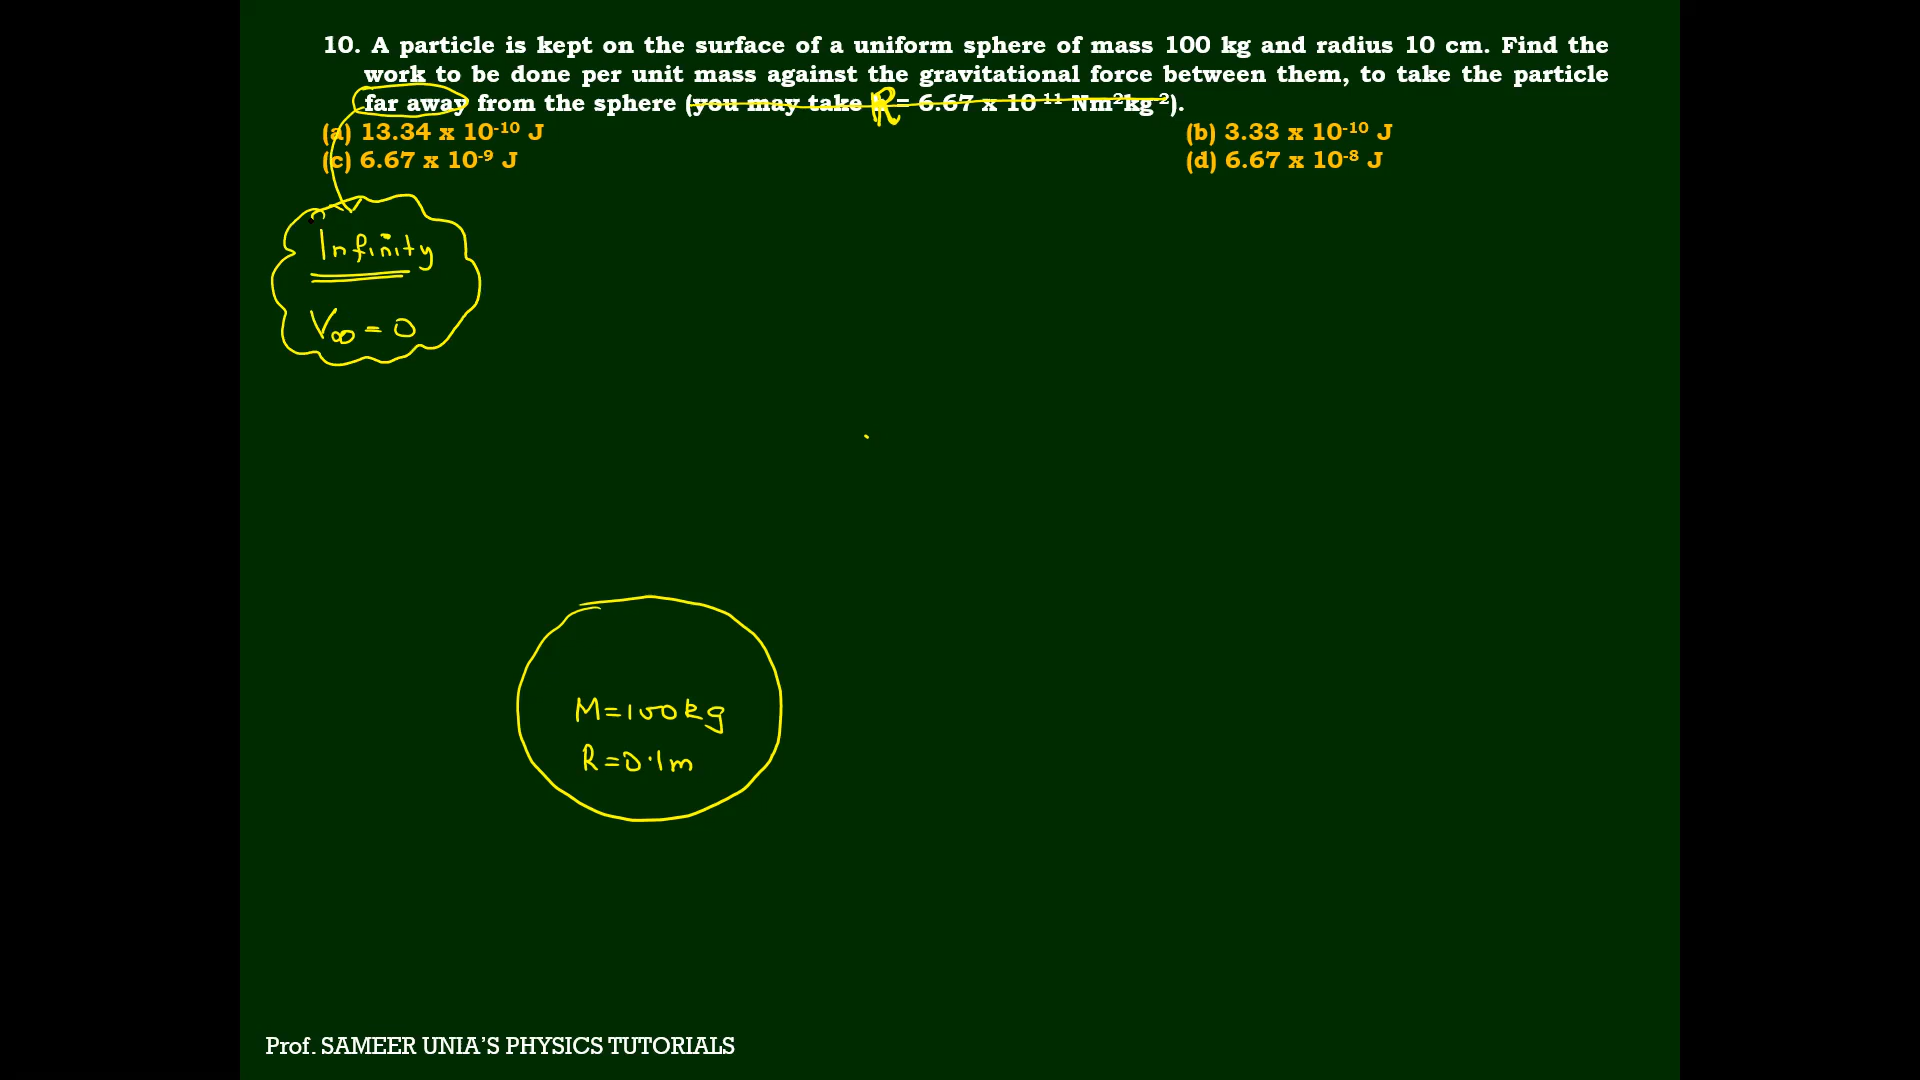 10. A particle is kept on the surface of a uniform sphere of mass 100 kg and radius 10 cm. Find the
work to be done per unit mass against the gravitational force between them, to take the particle
far away from the sphere (you may take R = 6.67 x 10⁻¹¹ Nm²kg⁻²).
(a) 13.34 x 10⁻¹⁰ J (b) 3.33 x 10⁻¹⁰ J
(c) 6.67 x 10⁻⁹ J (d) 6.67 x 10⁻⁸ J
Infinity
V∞ = 0
M=100kg
R=0.1m
Prof. SAMEER UNIA’S PHYSICS TUTORIALS